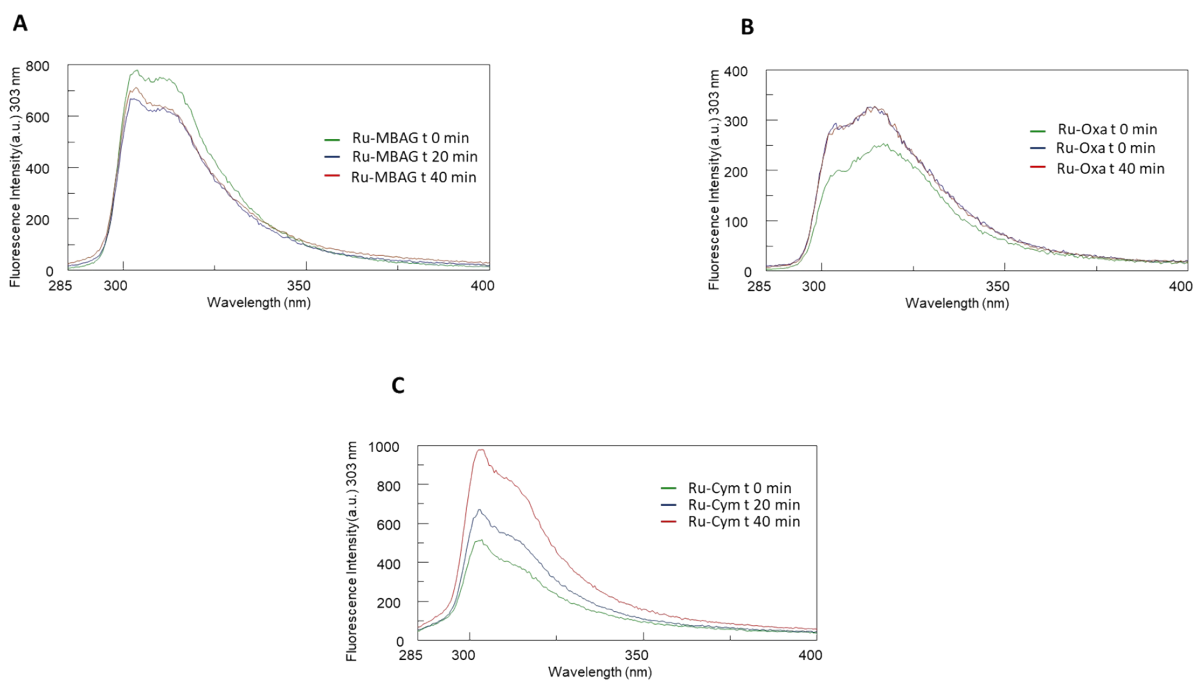 A
Fluorescence Intensity(a.u.) 303 nm
800
600
400
200
0
285
300
350
400
Wavelength (nm)
Ru-MBAG t 0 min
Ru-MBAG t 20 min
Ru-MBAG t 40 min
B
Fluorescence Intensity(a.u.) 303 nm
400
300
200
100
0
285
300
350
400
Wavelength (nm)
Ru-Oxa t 0 min
Ru-Oxa t 0 min
Ru-Oxa t 40 min
C
Fluorescence Intensity(a.u.) 303 nm
1000
800
600
400
200
0
285
300
350
400
Wavelength (nm)
Ru-Cym t 0 min
Ru-Cym t 20 min
Ru-Cym t 40 min